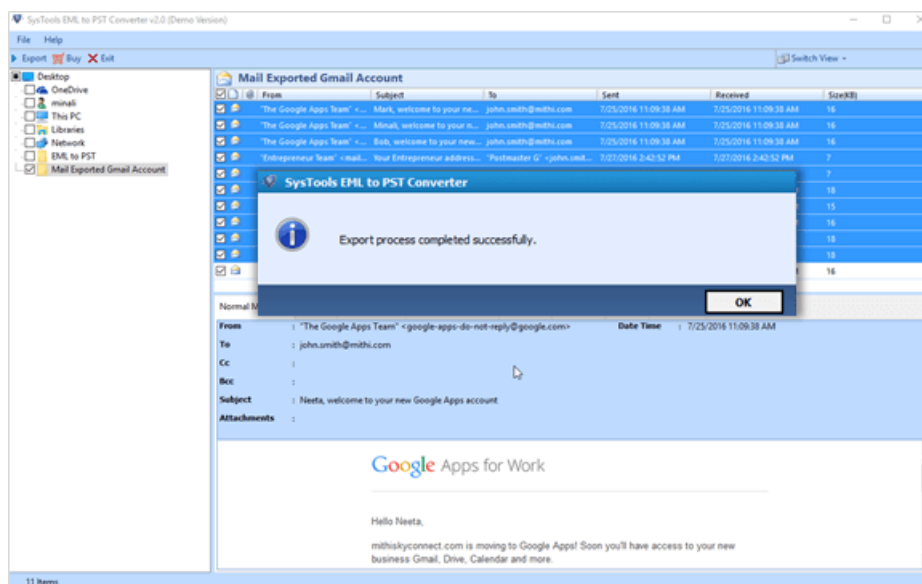 SysTools EML to PST Converter v2.0 (Demo Version)
File Help
Export Buy Exit
Switch View
Desktop
OneDrive
minali
This PC
Libraries
Network
EML to PST
Mail Exported Gmail Account
Mail Exported Gmail Account
From Subject To Sent Received Size(KB)
"The Google Apps Team" <... Mark, welcome to your ne... john.smith@mithi.com 7/25/2016 11:09:38 AM 7/25/2016 11:09:38 AM 16
"The Google Apps Team" <... Minali, welcome to your n... john.smith@mithi.com 7/25/2016 11:09:38 AM 7/25/2016 11:09:38 AM 16
"The Google Apps Team" <... Bob, welcome to your new... john.smith@mithi.com 7/25/2016 11:09:38 AM 7/25/2016 11:09:38 AM 16
"Entrepreneur Team" <mail... Your Entrepreneur address... "Postmaster G" <john.smit... 7/27/2016 2:42:52 PM 7/27/2016 2:42:52 PM 7
7
18
15
16
18
18
16
SysTools EML to PST Converter
Export process completed successfully.
OK
Normal M
From : "The Google Apps Team" <google-apps-do-not-reply@google.com> Date Time : 7/25/2016 11:09:38 AM
To : john.smith@mithi.com
Cc :
Bcc :
Subject : Neeta, welcome to your new Google Apps account
Attachments :
Google Apps for Work
Hello Neeta,
mithiskyconnect.com is moving to Google Apps! Soon you'll have access to your new
business Gmail, Drive, Calendar and more.
11 Items